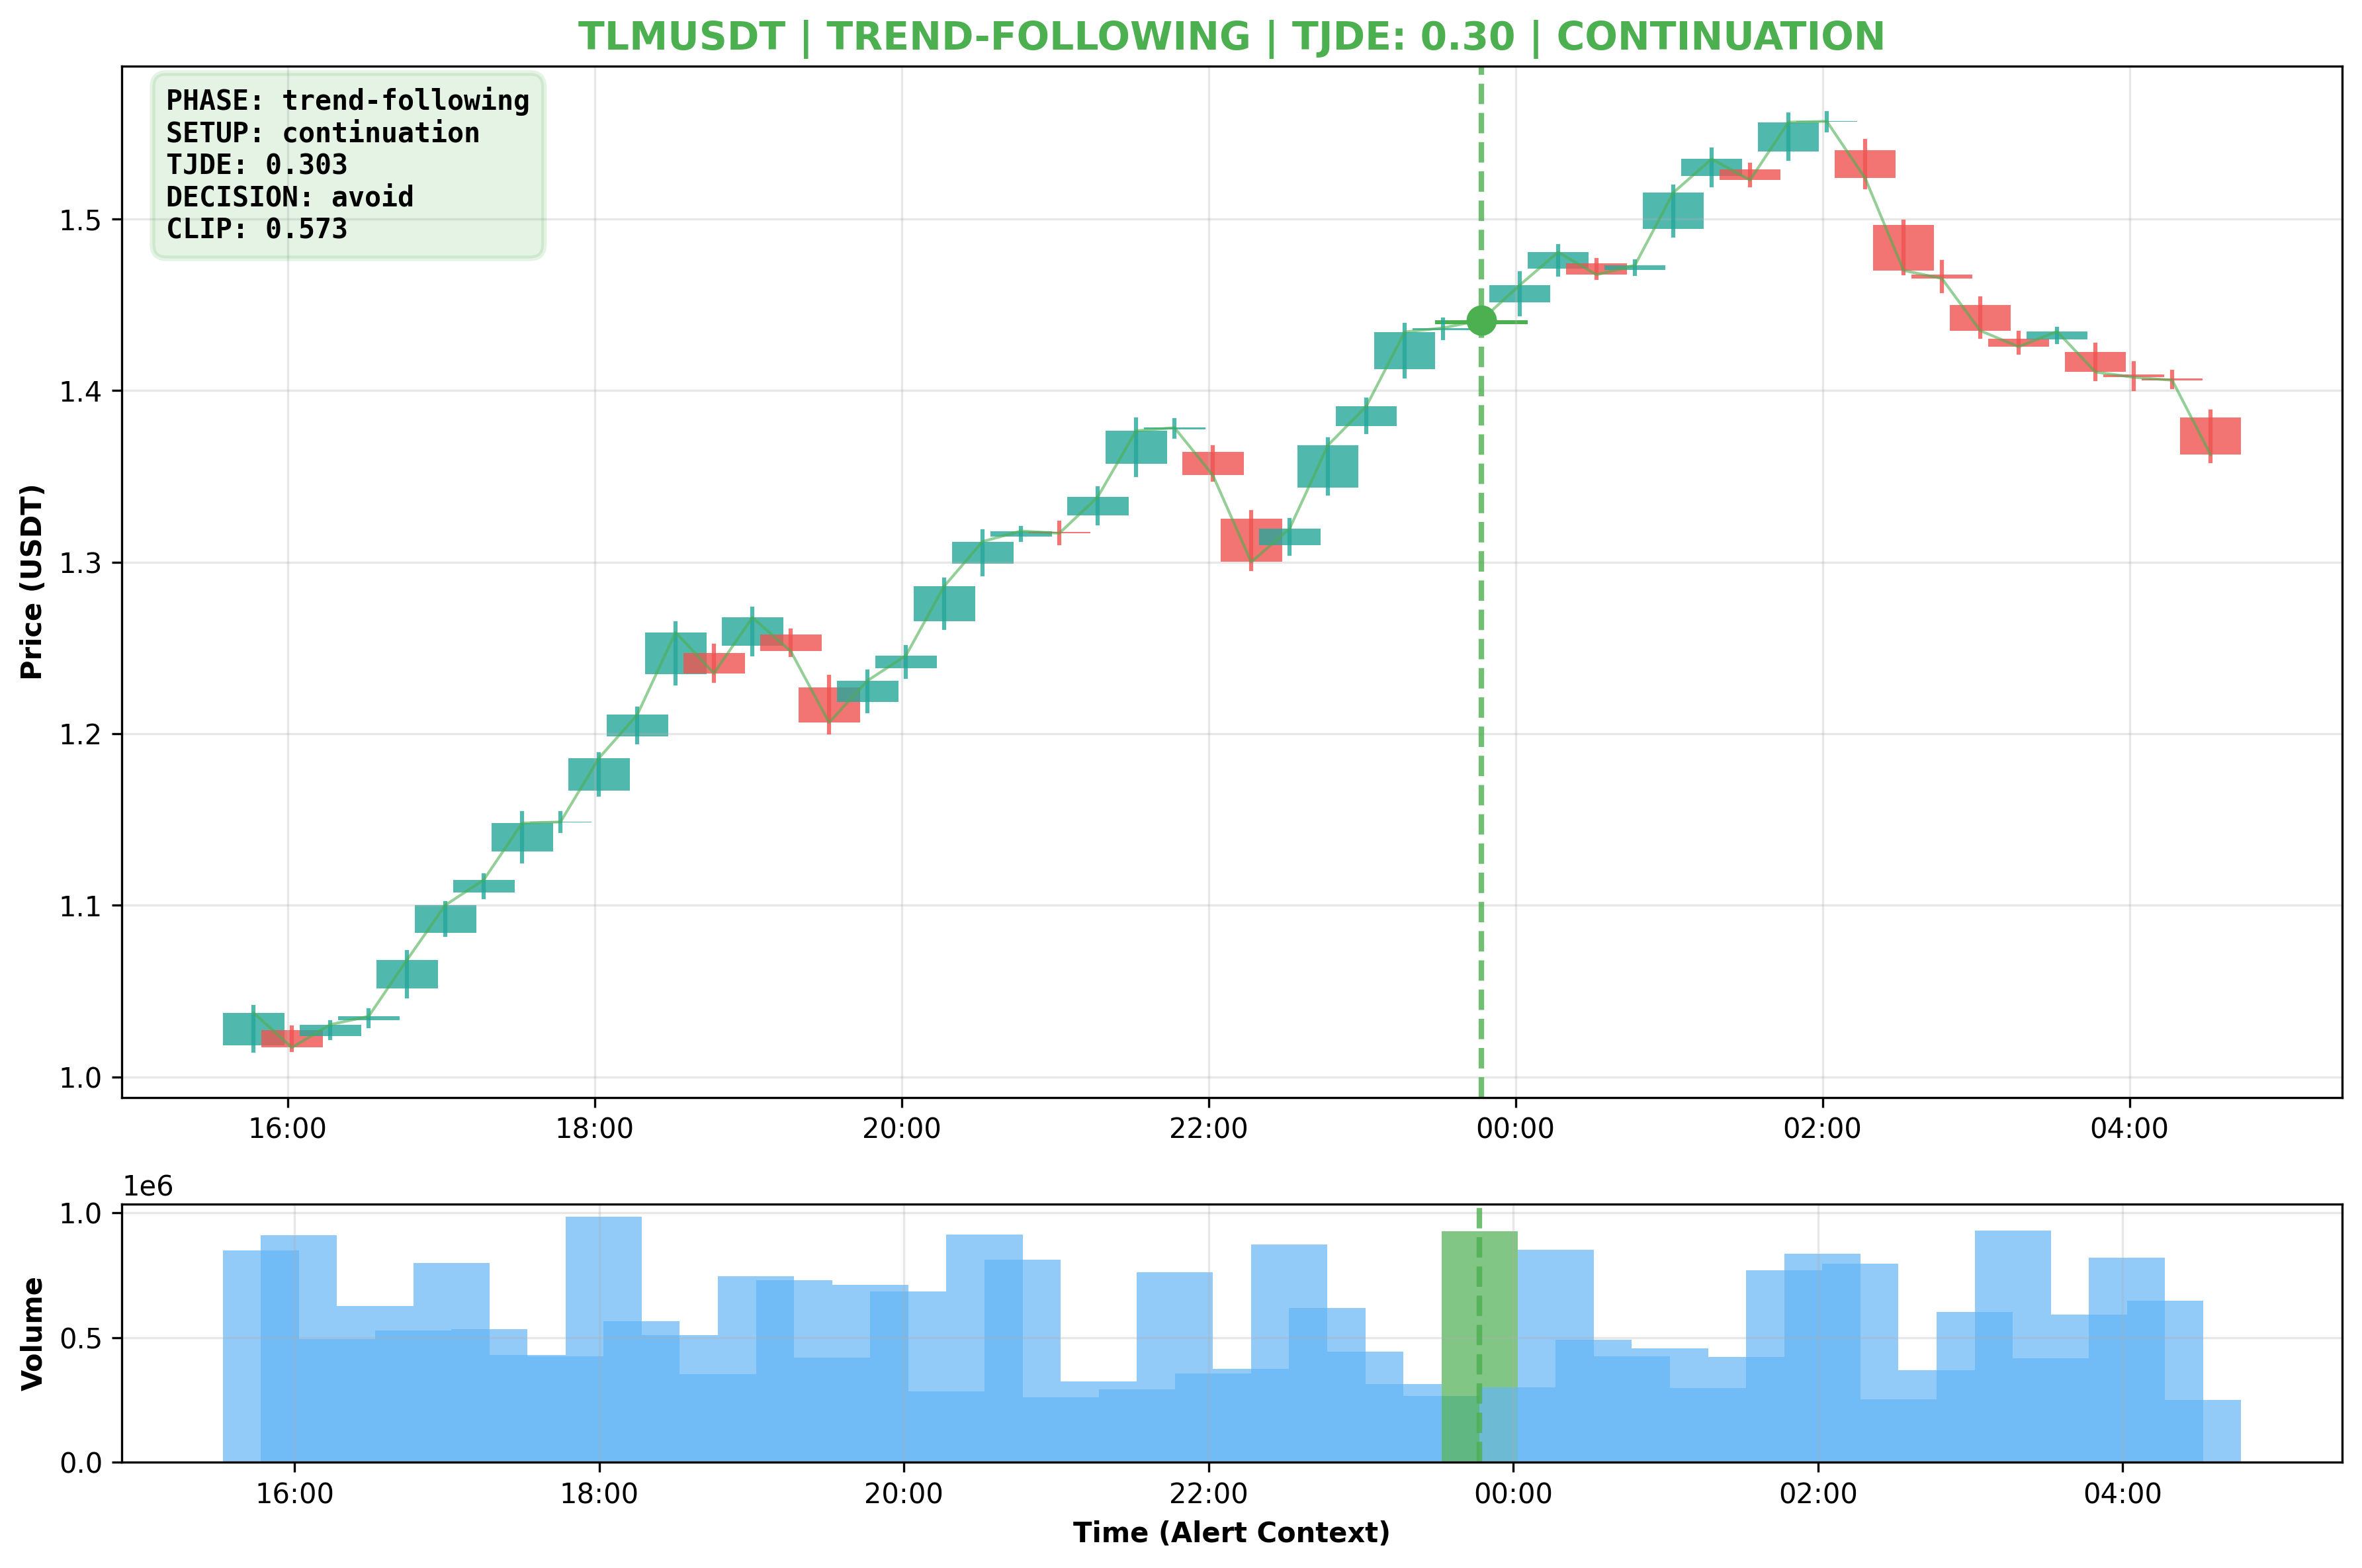 TLMUSDT | TREND-FOLLOWING | TJDE: 0.30 | CONTINUATION
PHASE: trend-following
SETUP: continuation
TJDE: 0.303
DECISION: avoid
CLIP: 0.573
Price (USDT)
1.5
1.4
1.3
1.2
1.1
1.0
16:00 18:00 20:00 22:00 00:00 02:00 04:00
1e6
Volume
1.0
0.5
0.0
16:00 18:00 20:00 22:00 00:00 02:00 04:00
Time (Alert Context)